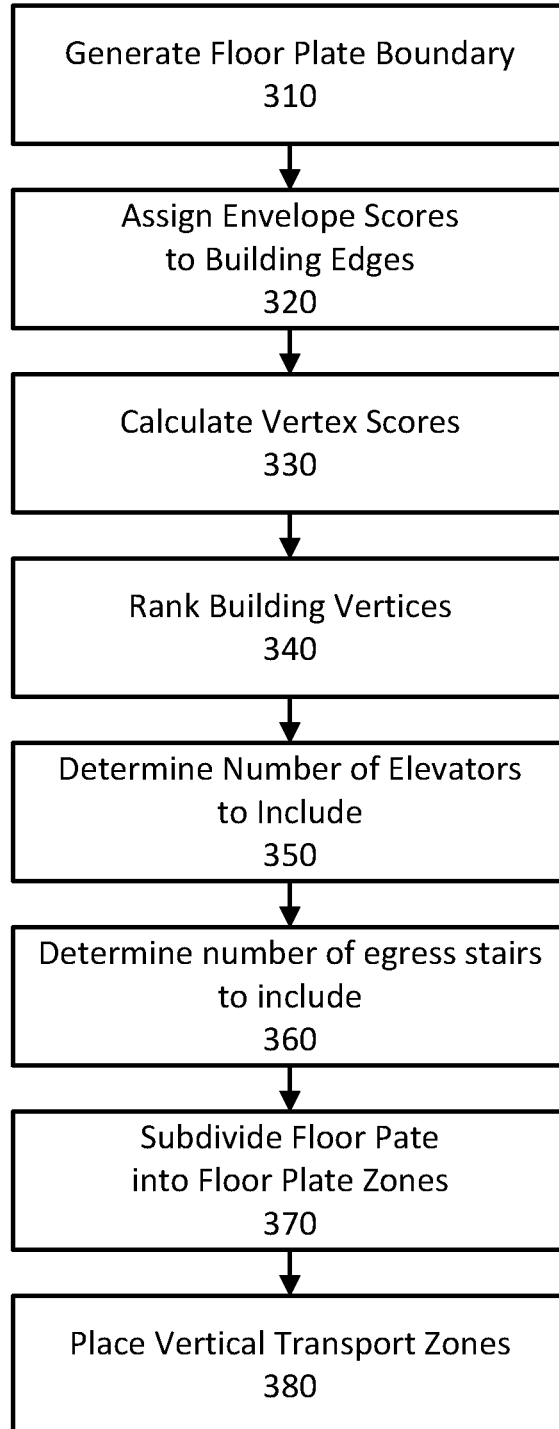 Generate Floor Plate Boundary
310
Assign Envelope Scores
to Building Edges
320
Calculate Vertex Scores
330
Rank Building Vertices
340
Determine Number of Elevators
to Include
350
Determine number of egress stairs
to include
360
Subdivide Floor Pate
into Floor Plate Zones
370
Place Vertical Transport Zones
380